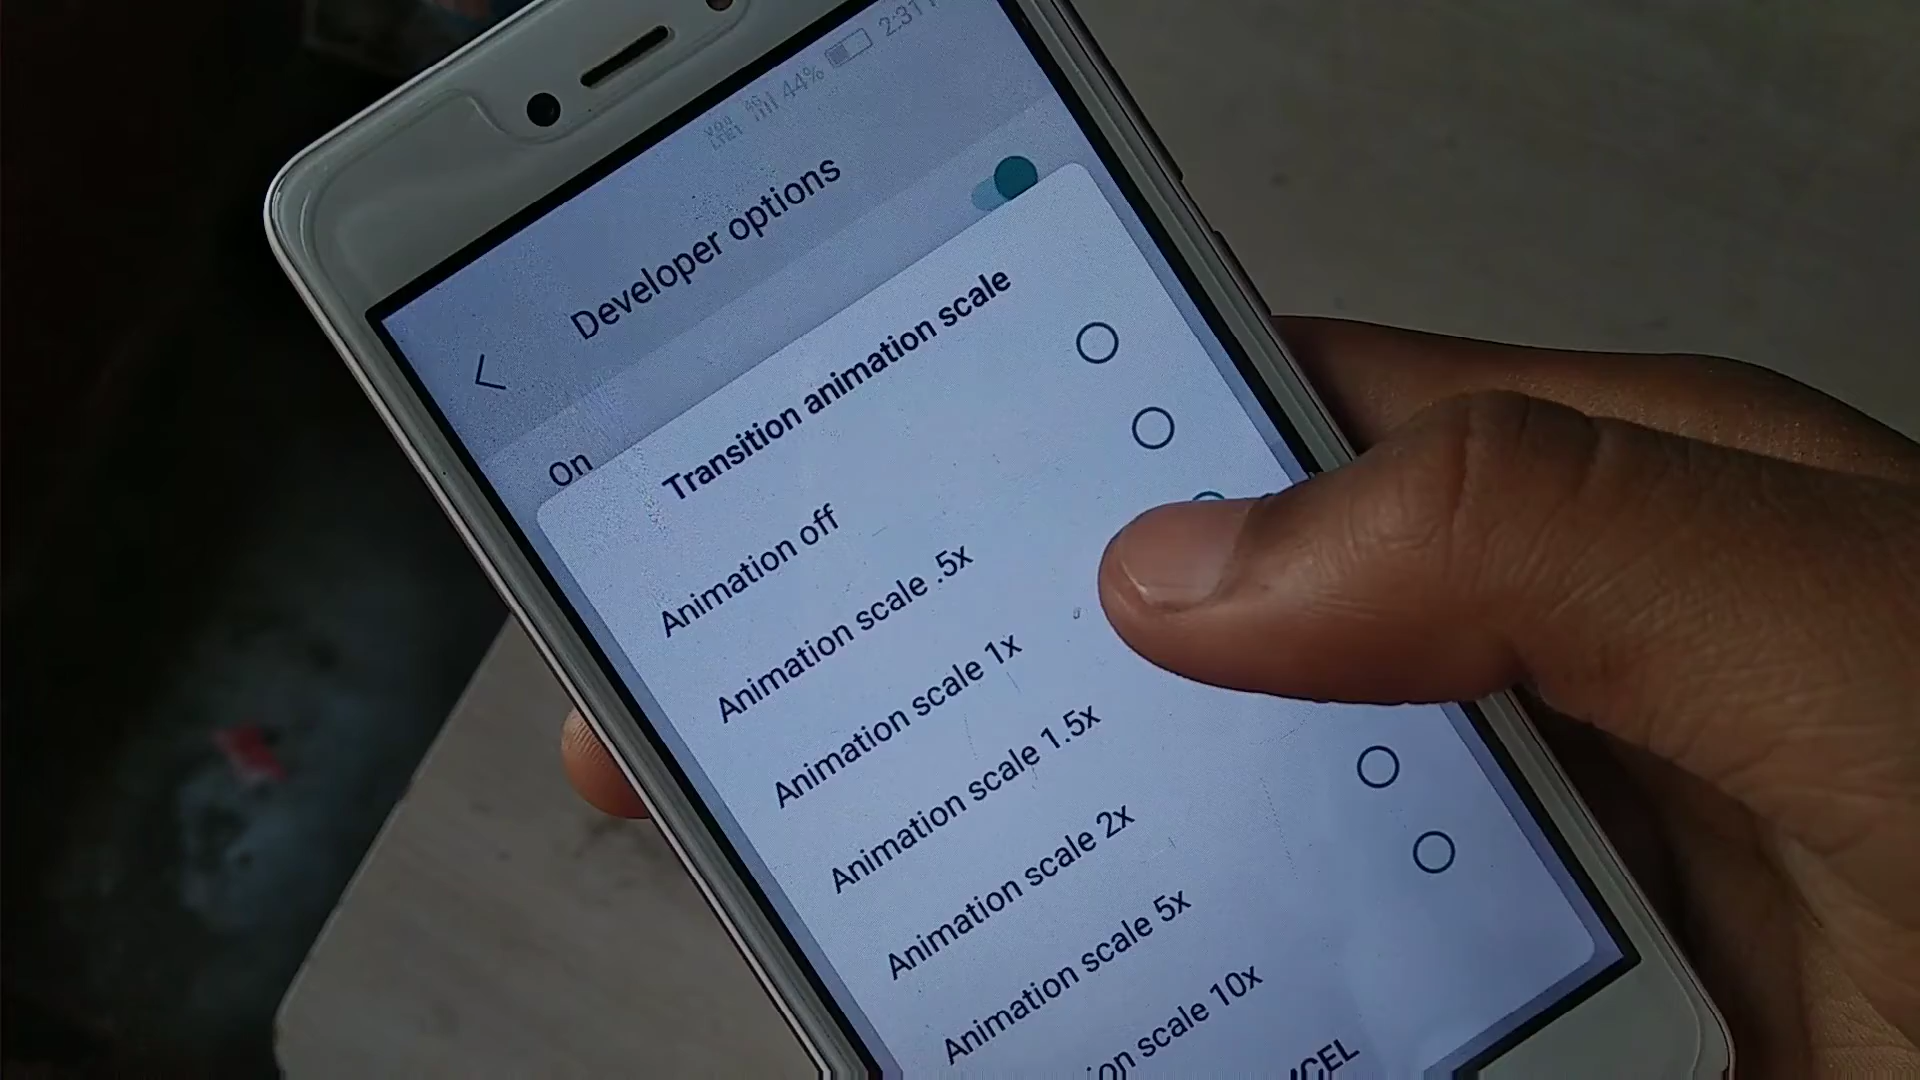 44% 2:31
Developer options
On
Transition animation scale
Animation off
Animation scale .5x
Animation scale 1x
Animation scale 1.5x
Animation scale 2x
Animation scale 5x
scale 10x